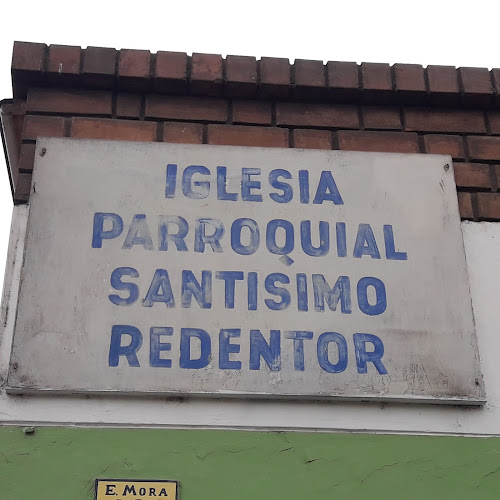 IGLESIA
PARROQUIAL
SANTISIMO
REDENTOR
E. MORA